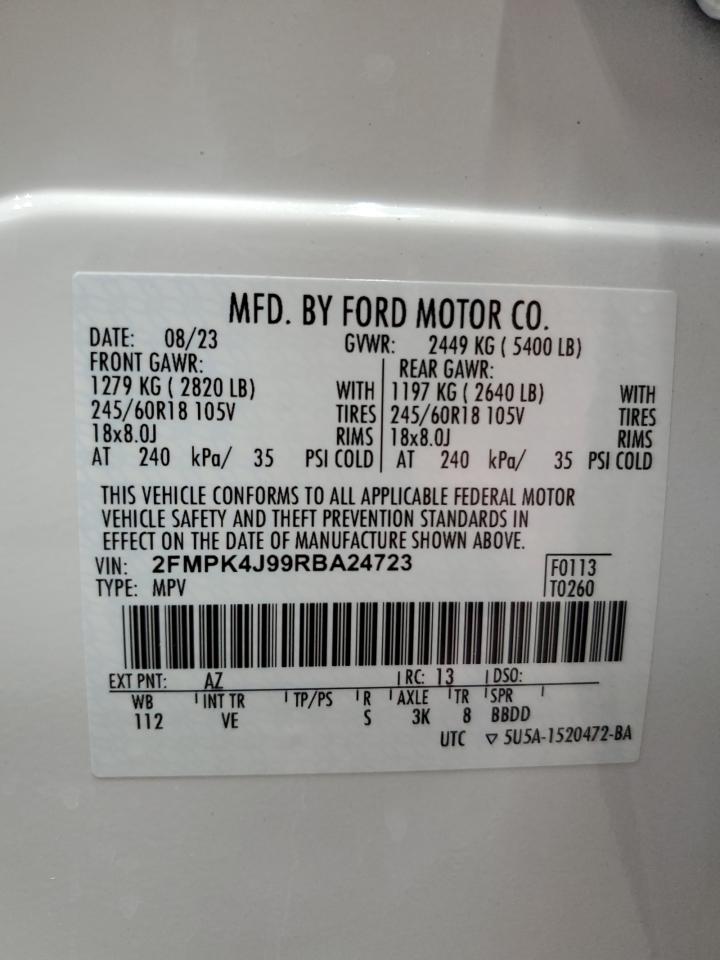 MFD. BY FORD MOTOR CO.
DATE: 08/23 GVWR: 2449 KG ( 5400 LB)
FRONT GAWR: REAR GAWR:
1279 KG ( 2820 LB) WITH 1197 KG ( 2640 LB) WITH
245/60R18 105V TIRES 245/60R18 105V TIRES
18x8.0J RIMS 18x8.0J RIMS
AT 240 kPa/ 35 PSI COLD AT 240 kPa/ 35 PSI COLD
THIS VEHICLE CONFORMS TO ALL APPLICABLE FEDERAL MOTOR
VEHICLE SAFETY AND THEFT PREVENTION STANDARDS IN
EFFECT ON THE DATE OF MANUFACTURE SHOWN ABOVE.
VIN: 2FMPK4J99RBA24723 F0113
TYPE: MPV T0260
EXT PNT: AZ RC: 13 DSO:
WB INT TR TP/PS R AXLE TR SPR
112 VE S 3K 8 BBDD
UTC ▽ 5U5A-1520472-BA